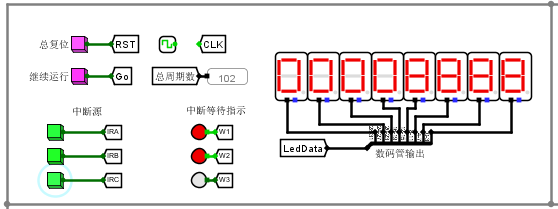 总复位 RST CLK
继续运行 Go 总周期数 102
中断源 中断等待指示
IRA W1
IRB W2
IRC W3
LedData 数码管输出